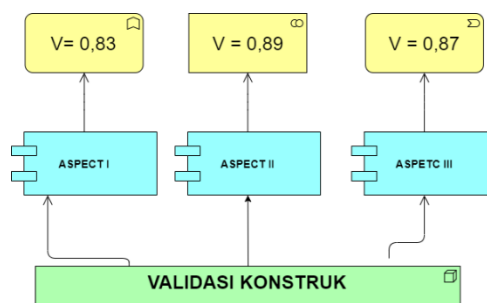 V= 0,83
V = 0,89
V = 0,87
ASPECT I
ASPECT II
ASPETC III
VALIDASI KONSTRUK